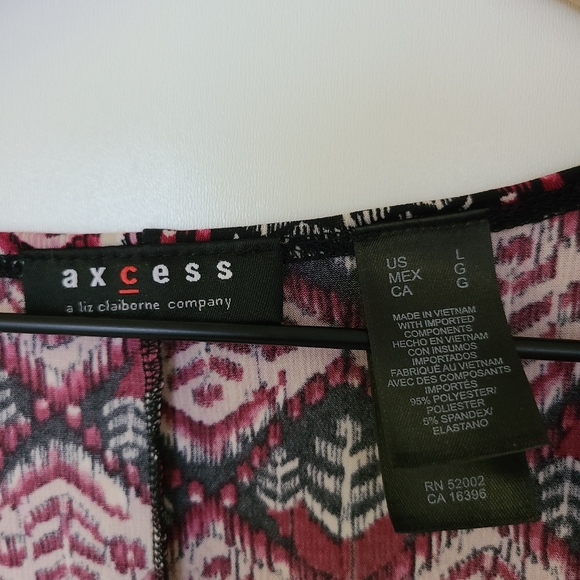 axcess
a liz claiborne company
US L
MEX G
CA G
MADE IN VIETNAM
WITH IMPORTED
COMPONENTS
HECHO EN VIETNAM
CON INSUMOS
IMPORTADOS
FABRIQUÉ AU VIETNAM
AVEC DES COMPOSANTS
IMPORTÉS
95% POLYESTER/
POLIESTER
5% SPANDEX/
ELASTANO
RN 52002
CA 16396